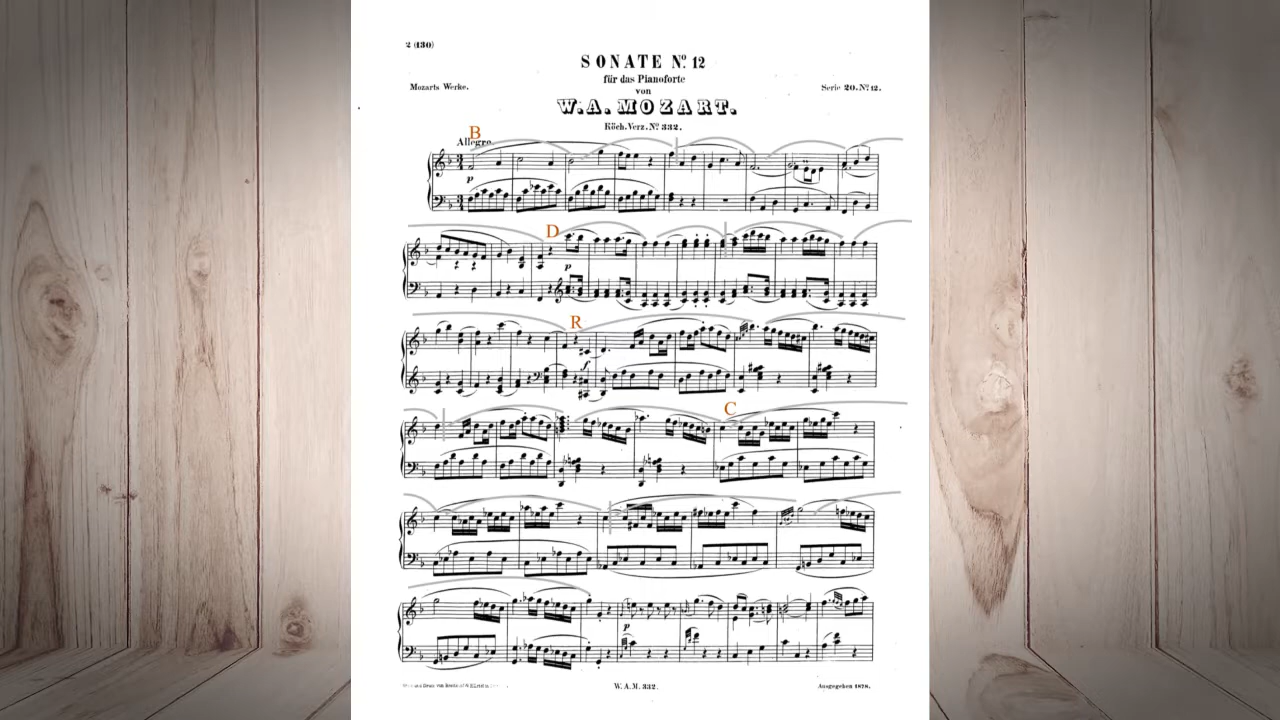 2 (130)
SONATE Nº 12
für das Pianoforte
Mozarts Werke.
von
Serie 20. Nº 12.
W. A. MOZART.
Köch. Verz. Nº 332.
B
Allegro.
p
D
p
R
f
C
p
W. A. M. 332.
Ausgegeben 1878.